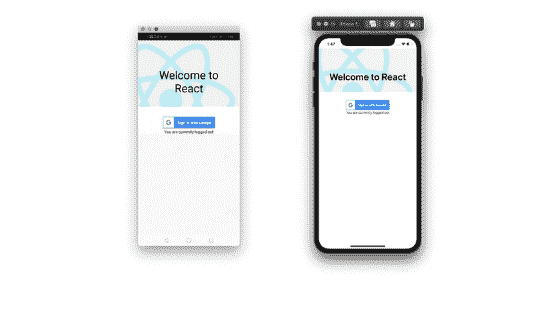 Welcome to
React
Sign in with Google
You are currently logged out
1:47
Welcome to React
Sign in with Google
You are currently logged out